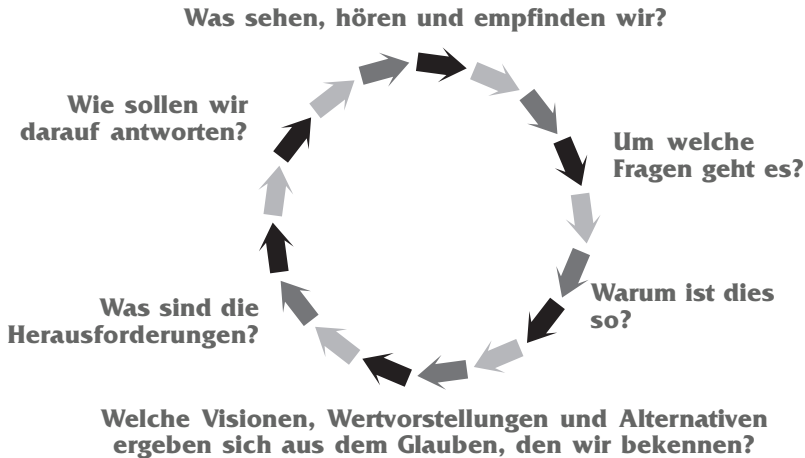 Was sehen, hören und empfinden wir?
Um welche
Fragen geht es?
Warum ist dies
so?
Welche Visionen, Wertvorstellungen und Alternativen
ergeben sich aus dem Glauben, den wir bekennen?
Was sind die
Herausforderungen?
Wie sollen wir
darauf antworten?